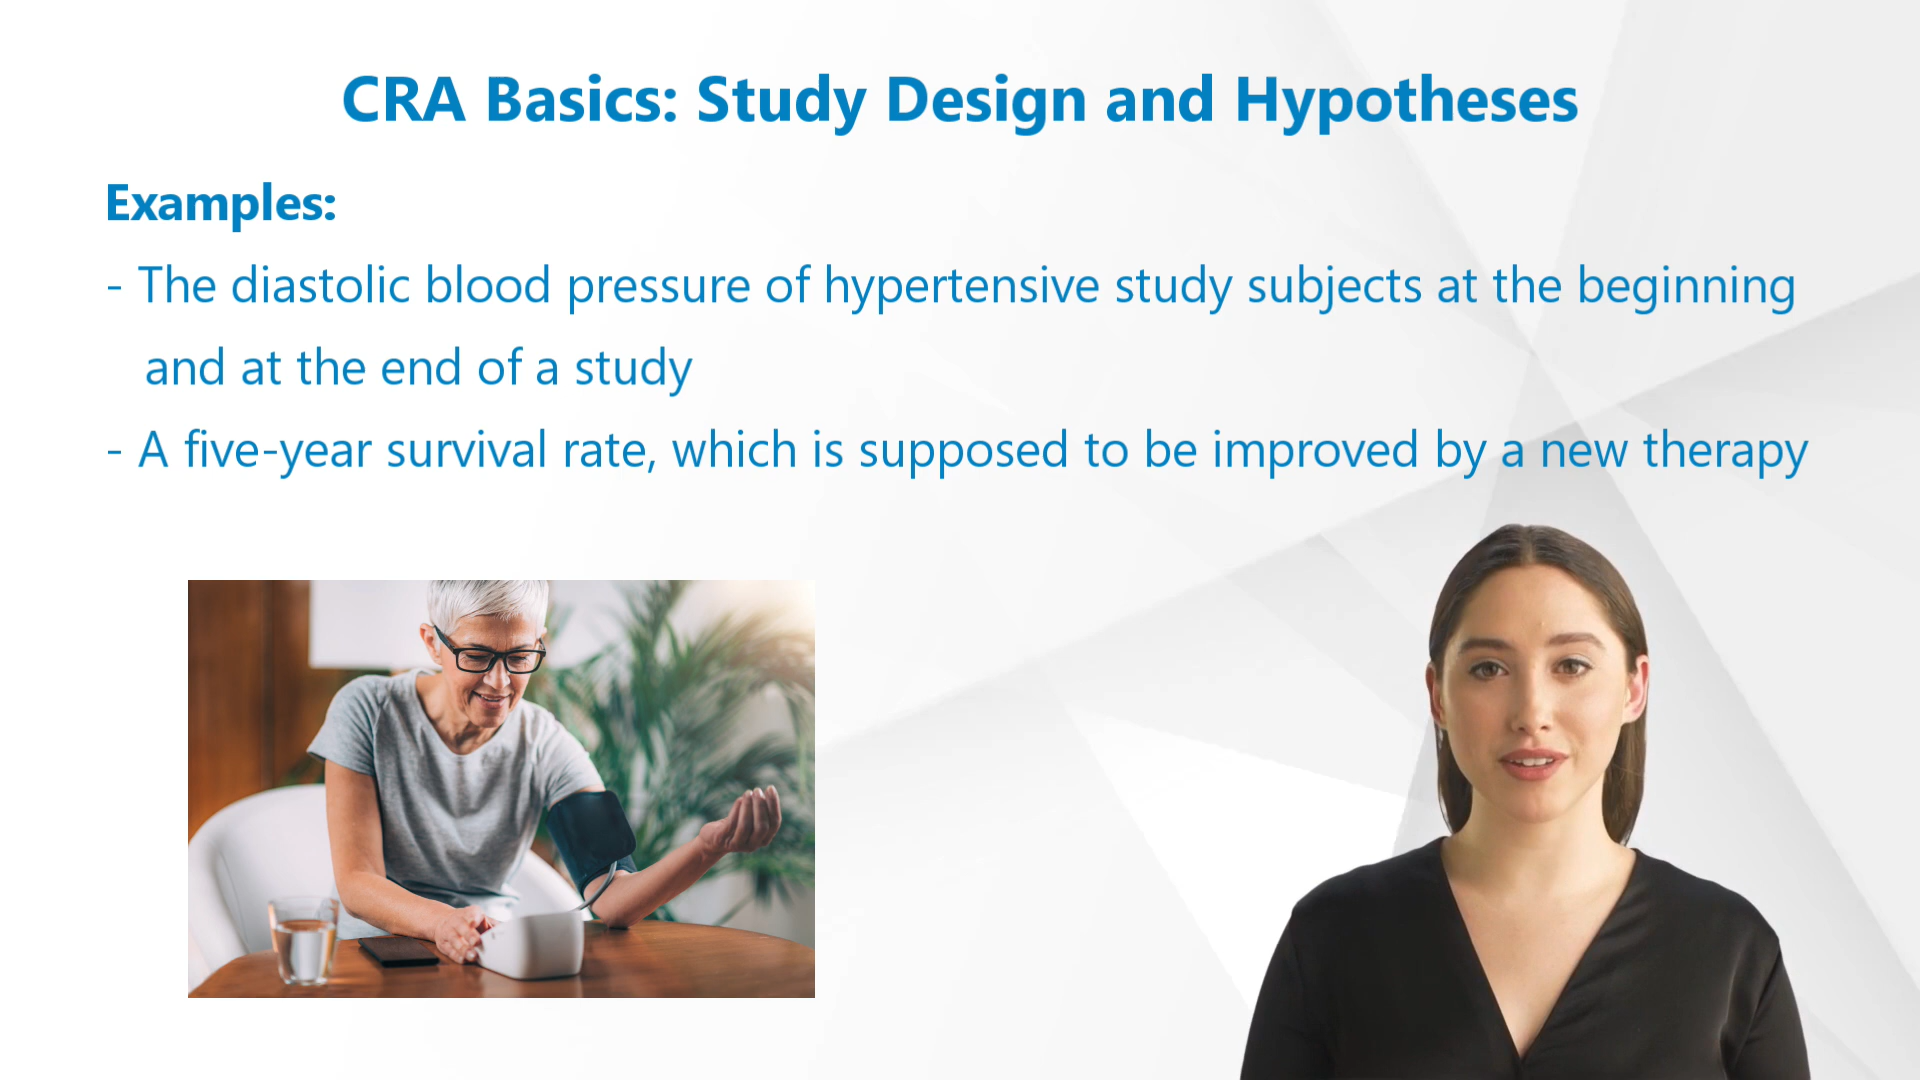 CRA Basics: Study Design and Hypotheses
Examples:
- The diastolic blood pressure of hypertensive study subjects at the beginning
and at the end of a study
- A five-year survival rate, which is supposed to be improved by a new therapy